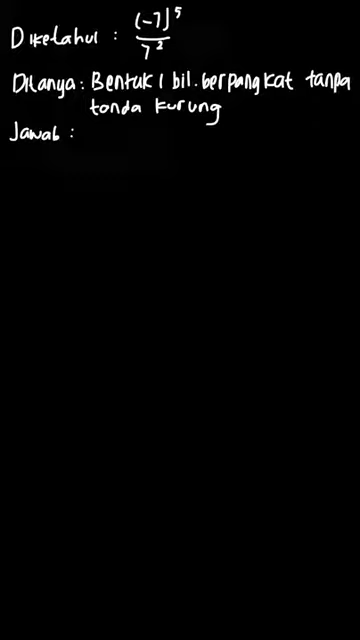 Diketahui : (-7)^5 / 7^2
Ditanya : Bentuk 1 bil. berpangkat tanpa
tanda kurung
Jawab :